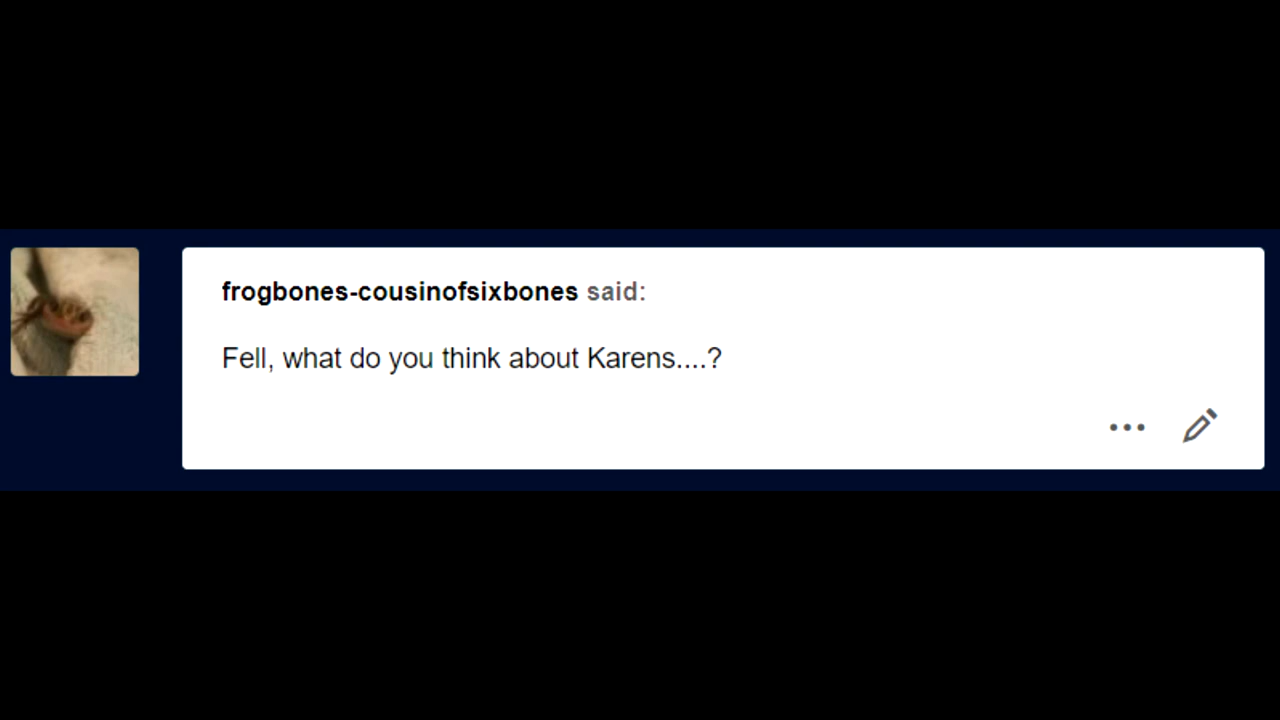 frogbones-cousinofsixbones said:
Fell, what do you think about Karens....?